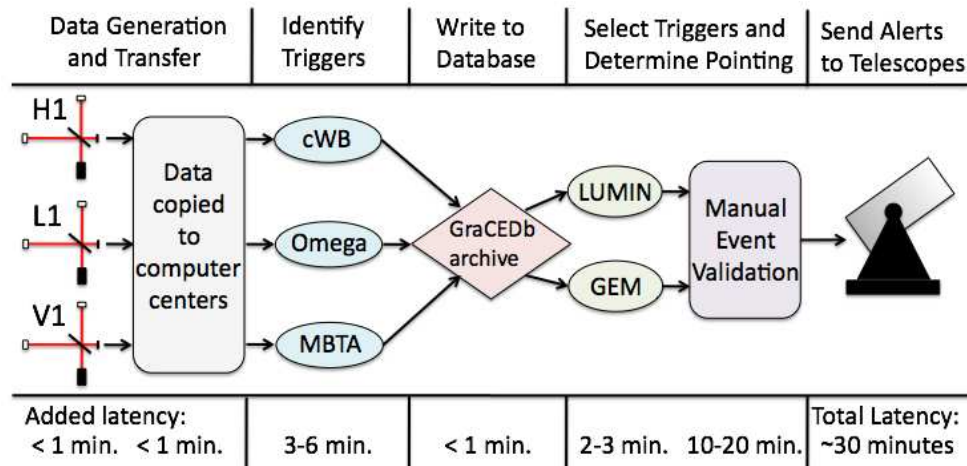 Data Generation
and Transfer
Identify
Triggers
Write to
Database
Select Triggers and
Determine Pointing
Send Alerts
to Telescopes
H1
L1
V1
Data
copied
to
computer
centers
cWB
Omega
MBTA
GraCEDb
archive
LUMIN
GEM
Manual
Event
Validation
Added latency:
< 1 min. < 1 min.
3-6 min.
< 1 min.
2-3 min. 10-20 min.
Total Latency:
~30 minutes